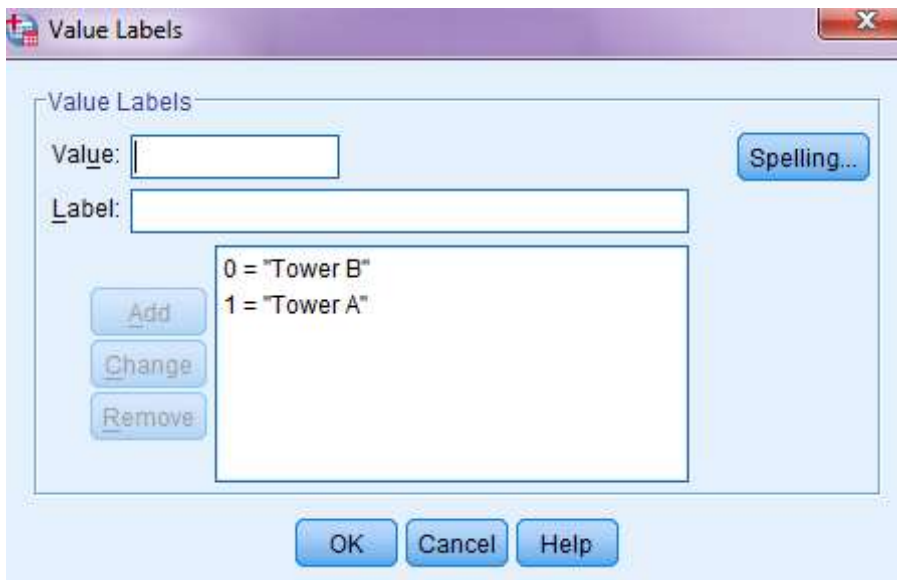 Value Labels
Value Labels
Value:
Spelling...
Label:
0 = "Tower B"
1 = "Tower A"
Add
Change
Remove
OK Cancel Help